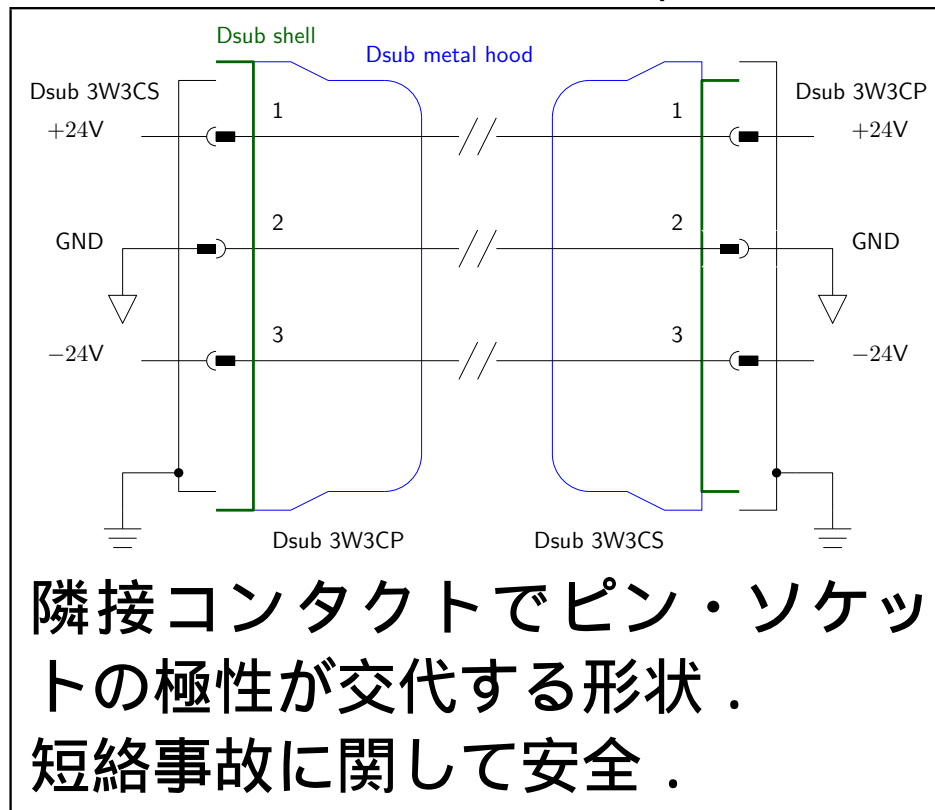 Dsub shell
Dsub metal hood
Dsub 3W3CS
1
1
Dsub 3W3CP
+24V
+24V
2
2
GND
GND
3
3
−24V
−24V
Dsub 3W3CP
Dsub 3W3CS
隣接コンタクトでピン・ソケッ
トの極性が交代する形状．
短絡事故に関して安全．